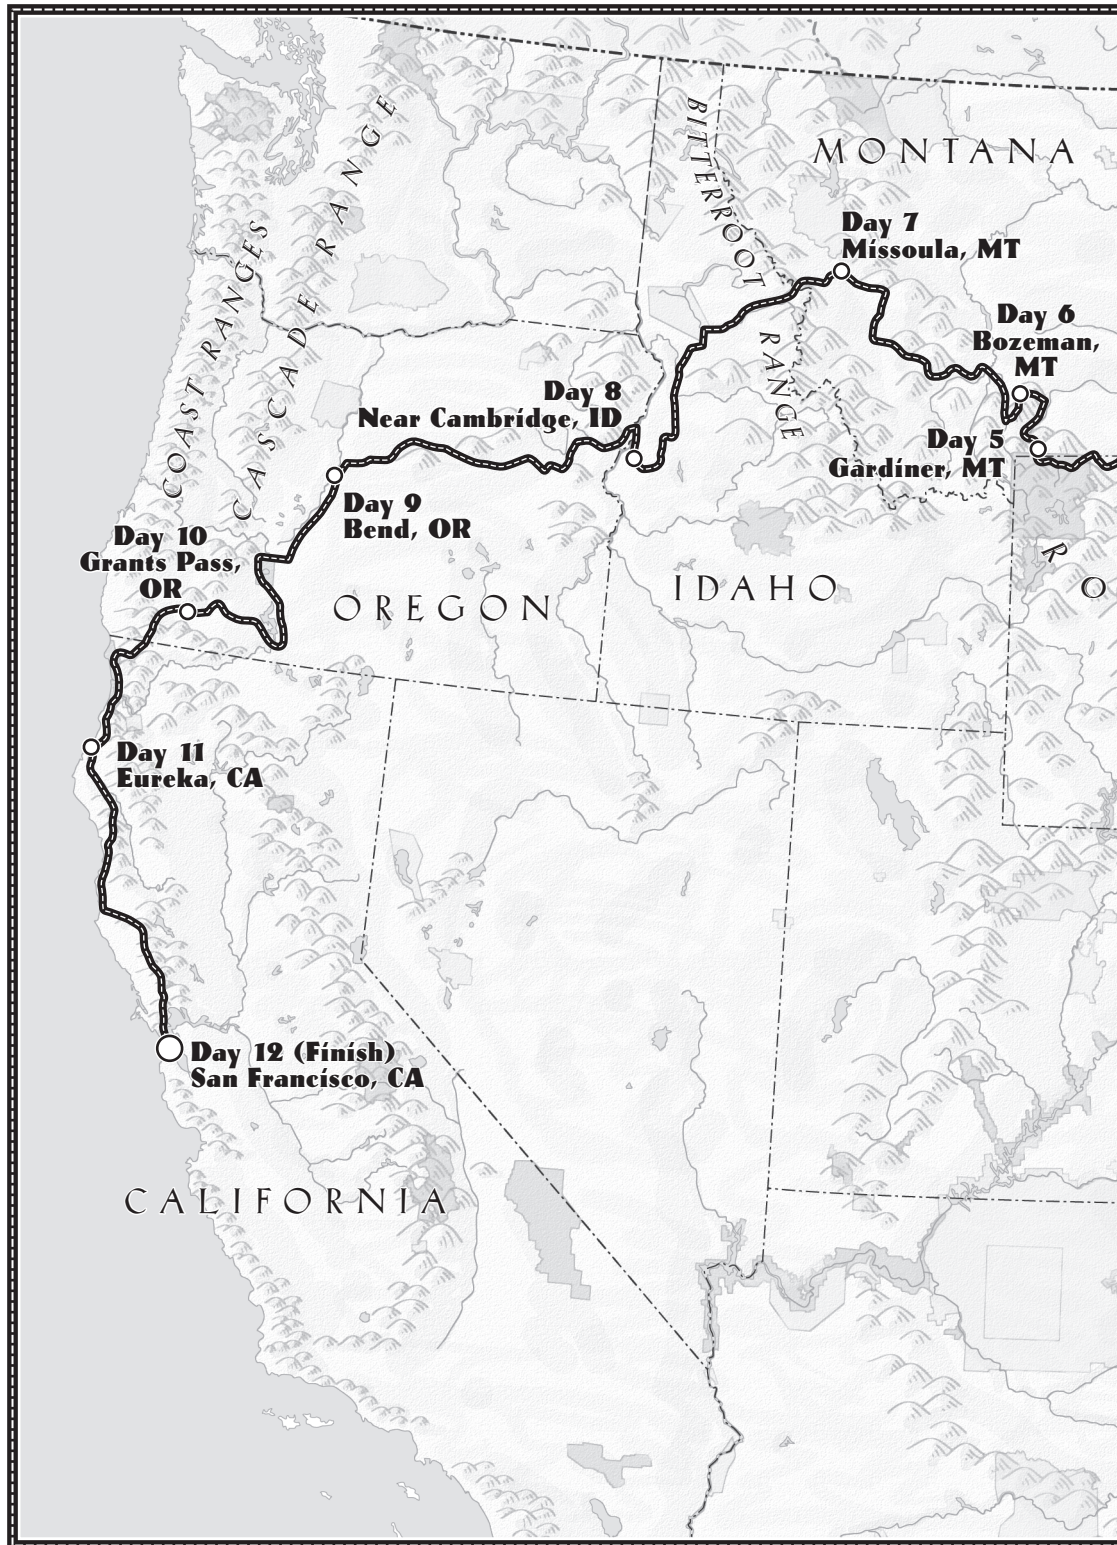 MONTANA
BITTERROOT
RANGE
CASCADE RANGE
COAST RANGES
Day 7
Missoula, MT
Day 6
Bozeman,
MT
Day 5
Gardiner, MT
Day 8
Near Cambridge, ID
Day 9
Bend, OR
Day 10
Grants Pass,
OR
OREGON
IDAHO
R O
Day 11
Eureka, CA
Day 12 (Finish)
San Francisco, CA
CALIFORNIA